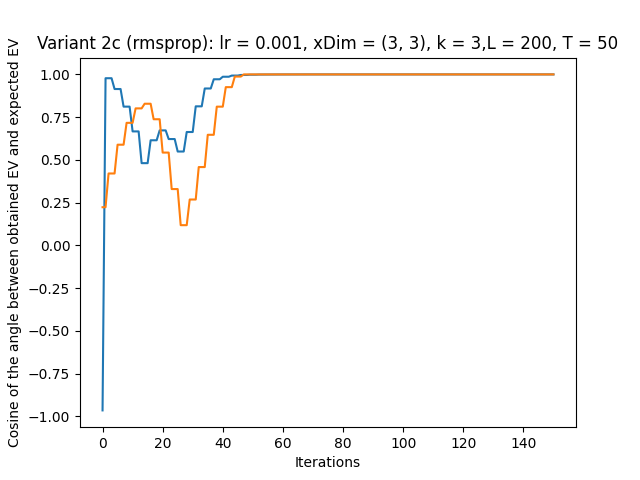 Variant 2c (rmsprop): lr = 0.001, xDim = (3, 3), k = 3,L = 200, T = 50
Cosine of the angle between obtained EV and expected EV
1.00
0.75
0.50
0.25
0.00
−0.25
−0.50
−0.75
−1.00
0 20 40 60 80 100 120 140
Iterations